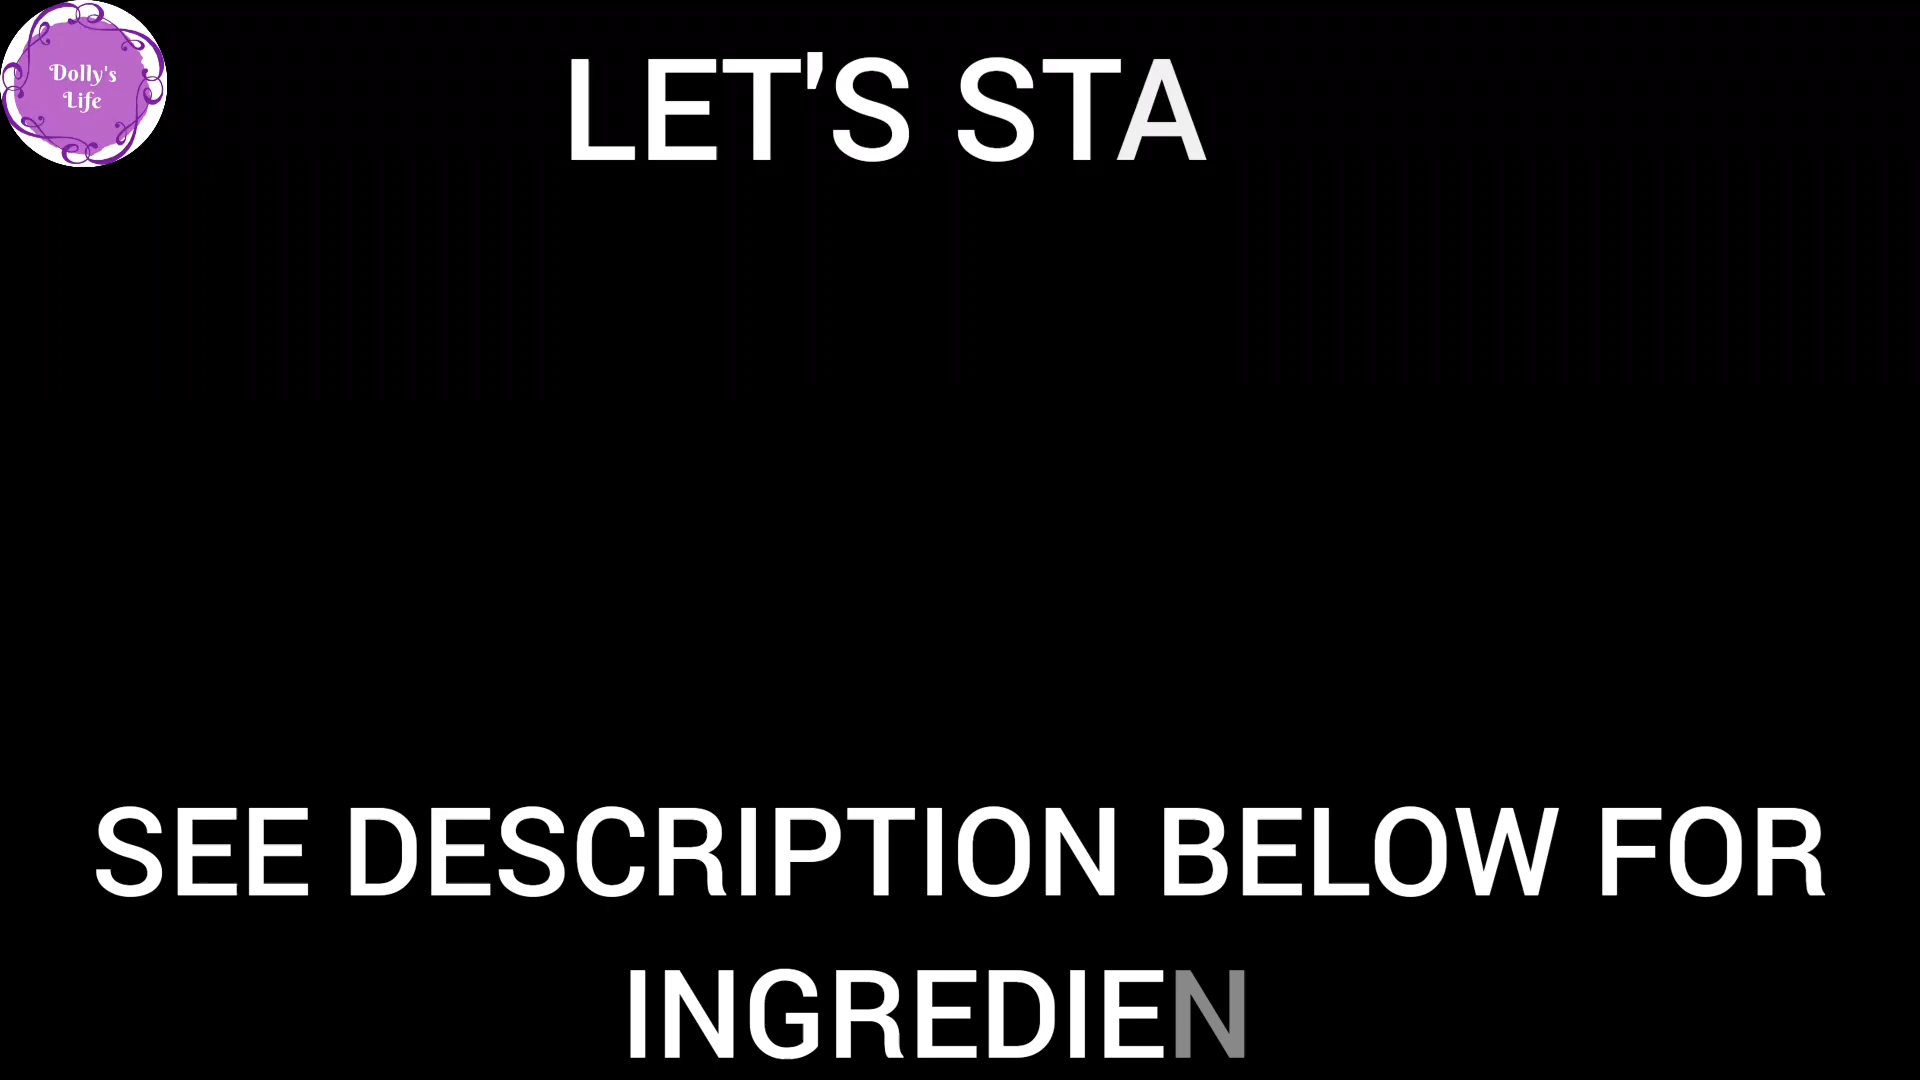 Dolly's
Life
LET'S STA
SEE DESCRIPTION BELOW FOR
INGREDIEN